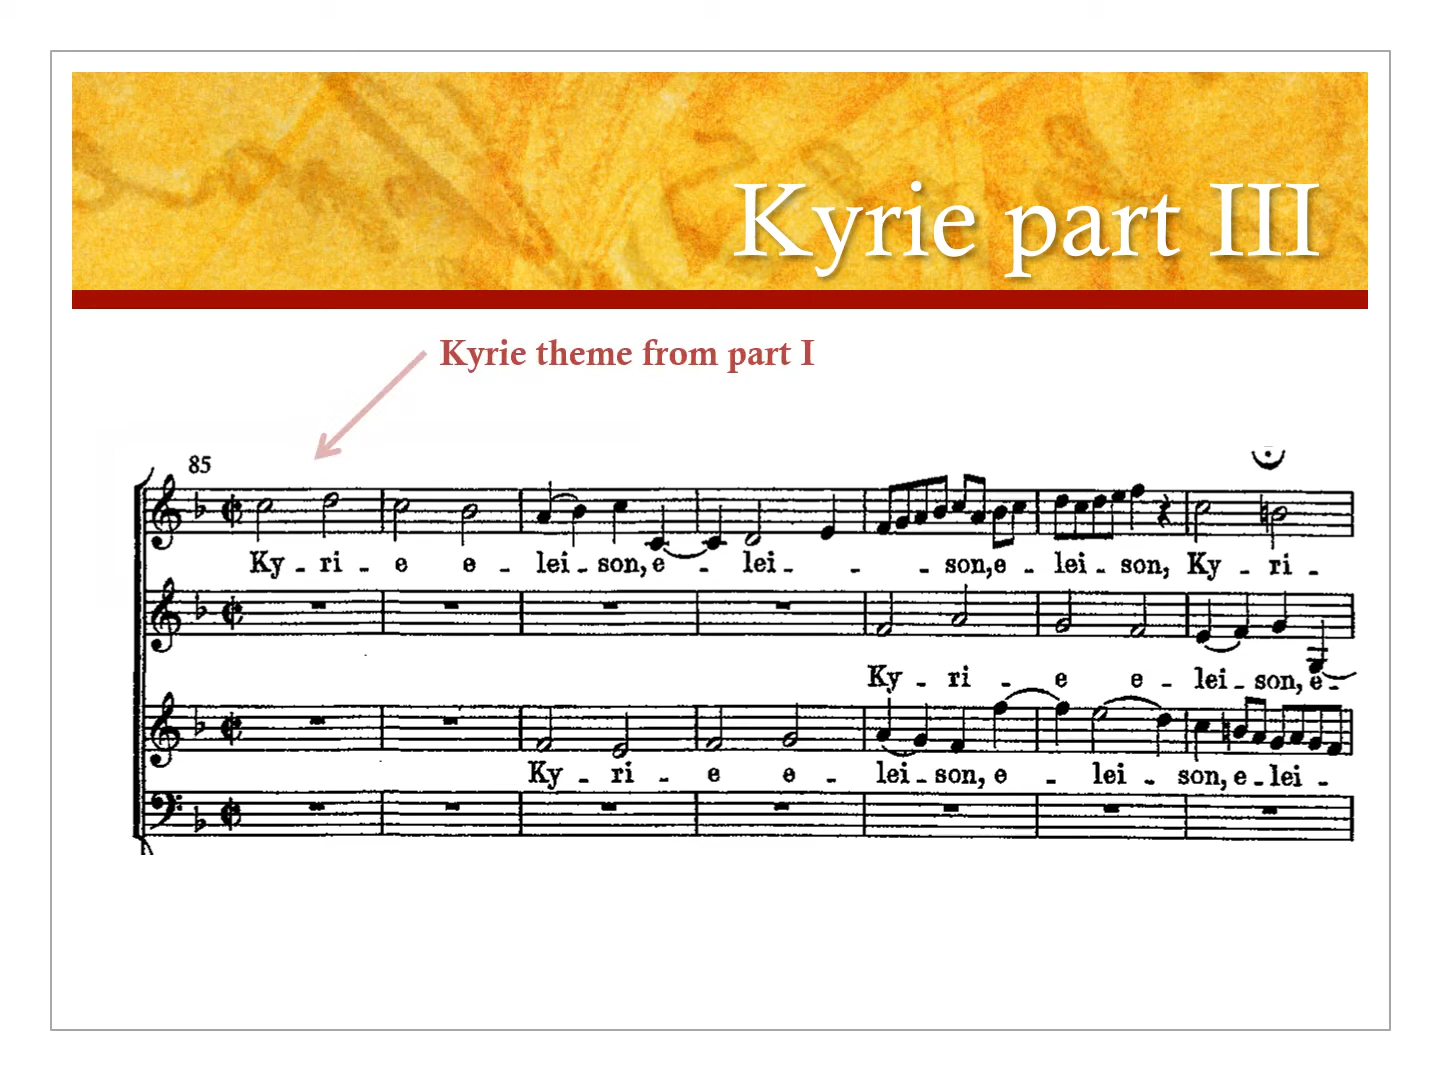 Kyrie part III
Kyrie theme from part I
85
Ky - ri - e e - lei - son, e - lei - - - son, e - lei - son, Ky - ri -
Ky - ri - e e - lei - son, e -
Ky - ri - e e - lei - son, e - lei - son, e - lei -